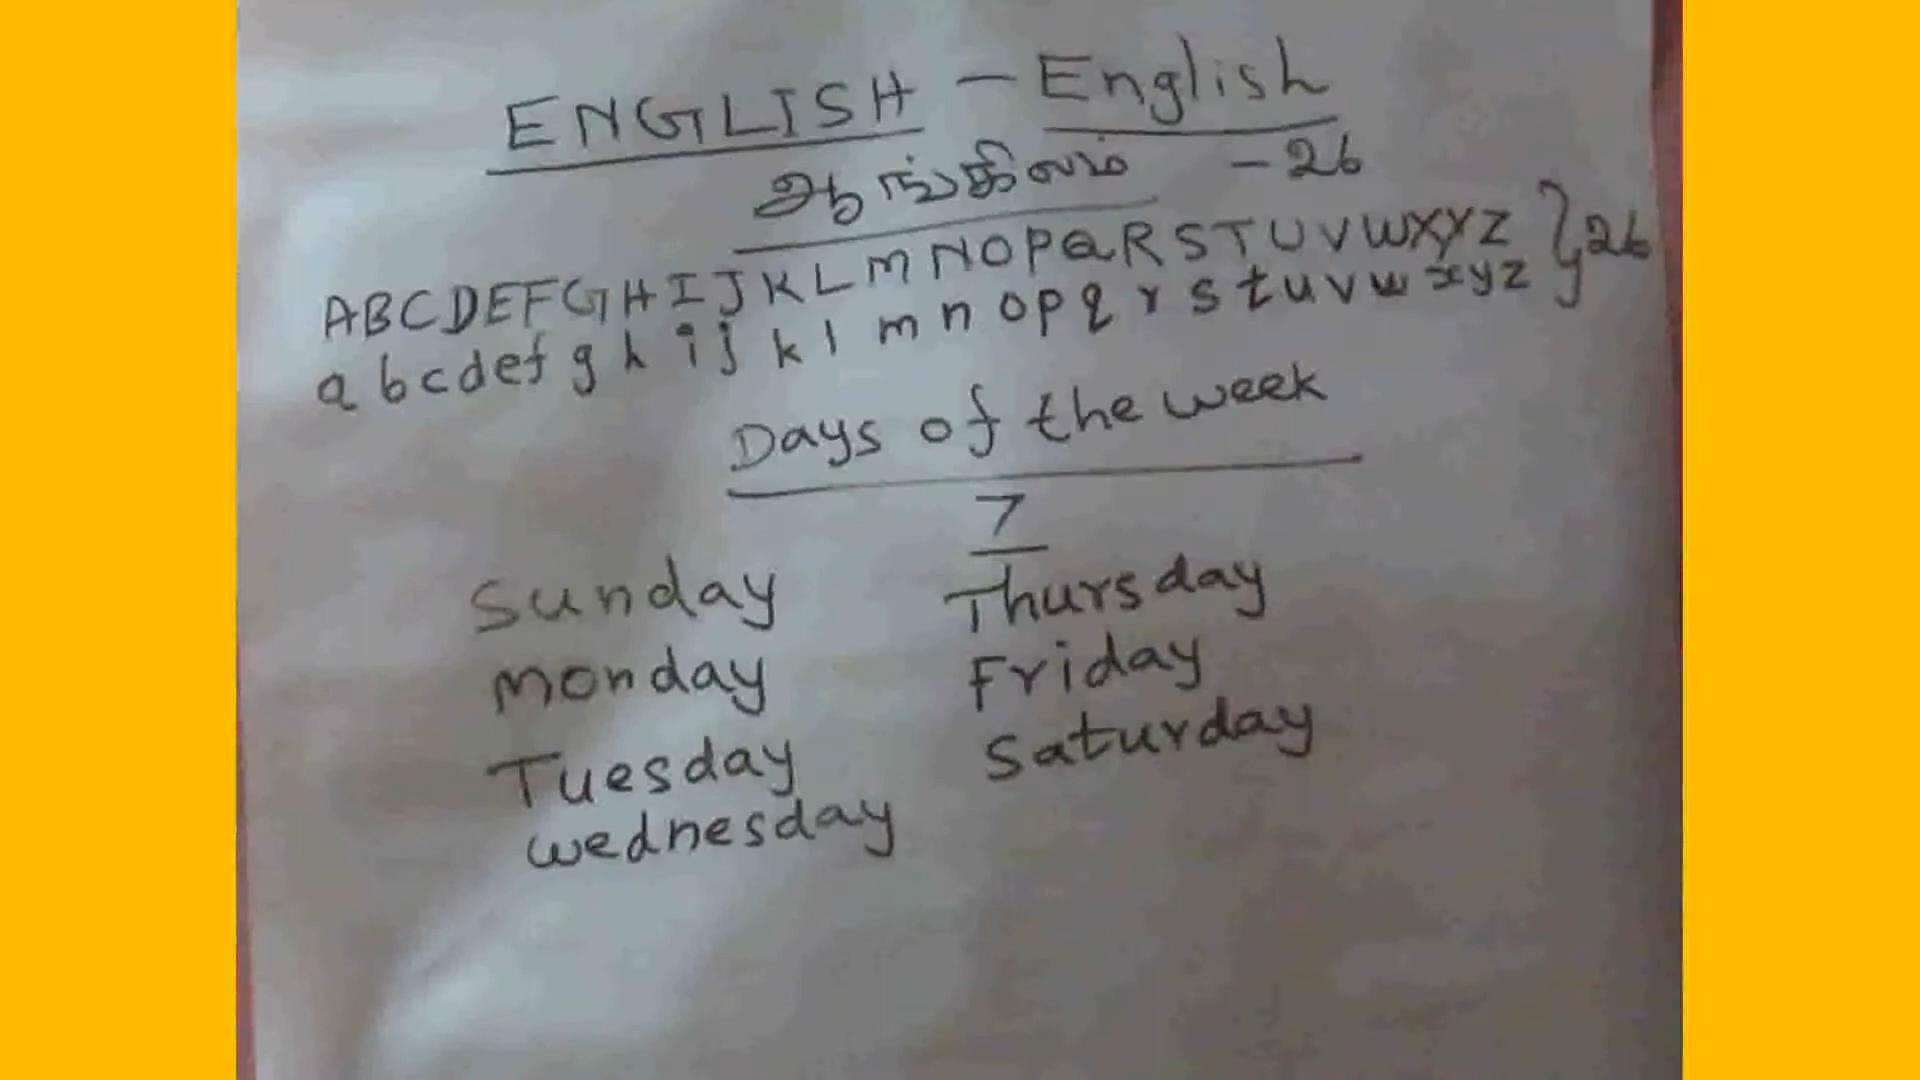 ENGLISH - English
ஆங்கிலம் - 26
ABCDEFGHIJKLMNOPQRSTUVWXYZ } 26
abcdefghijklmnopqrstuvwxyz
Days of the week
7
Sunday Thursday
Monday Friday
Tuesday Saturday
wednesday